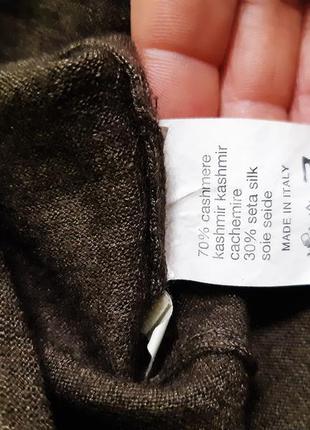 70% cashmere
kashmir kashmir
cachemire
30% seta silk
soie seide
MADE IN ITALY